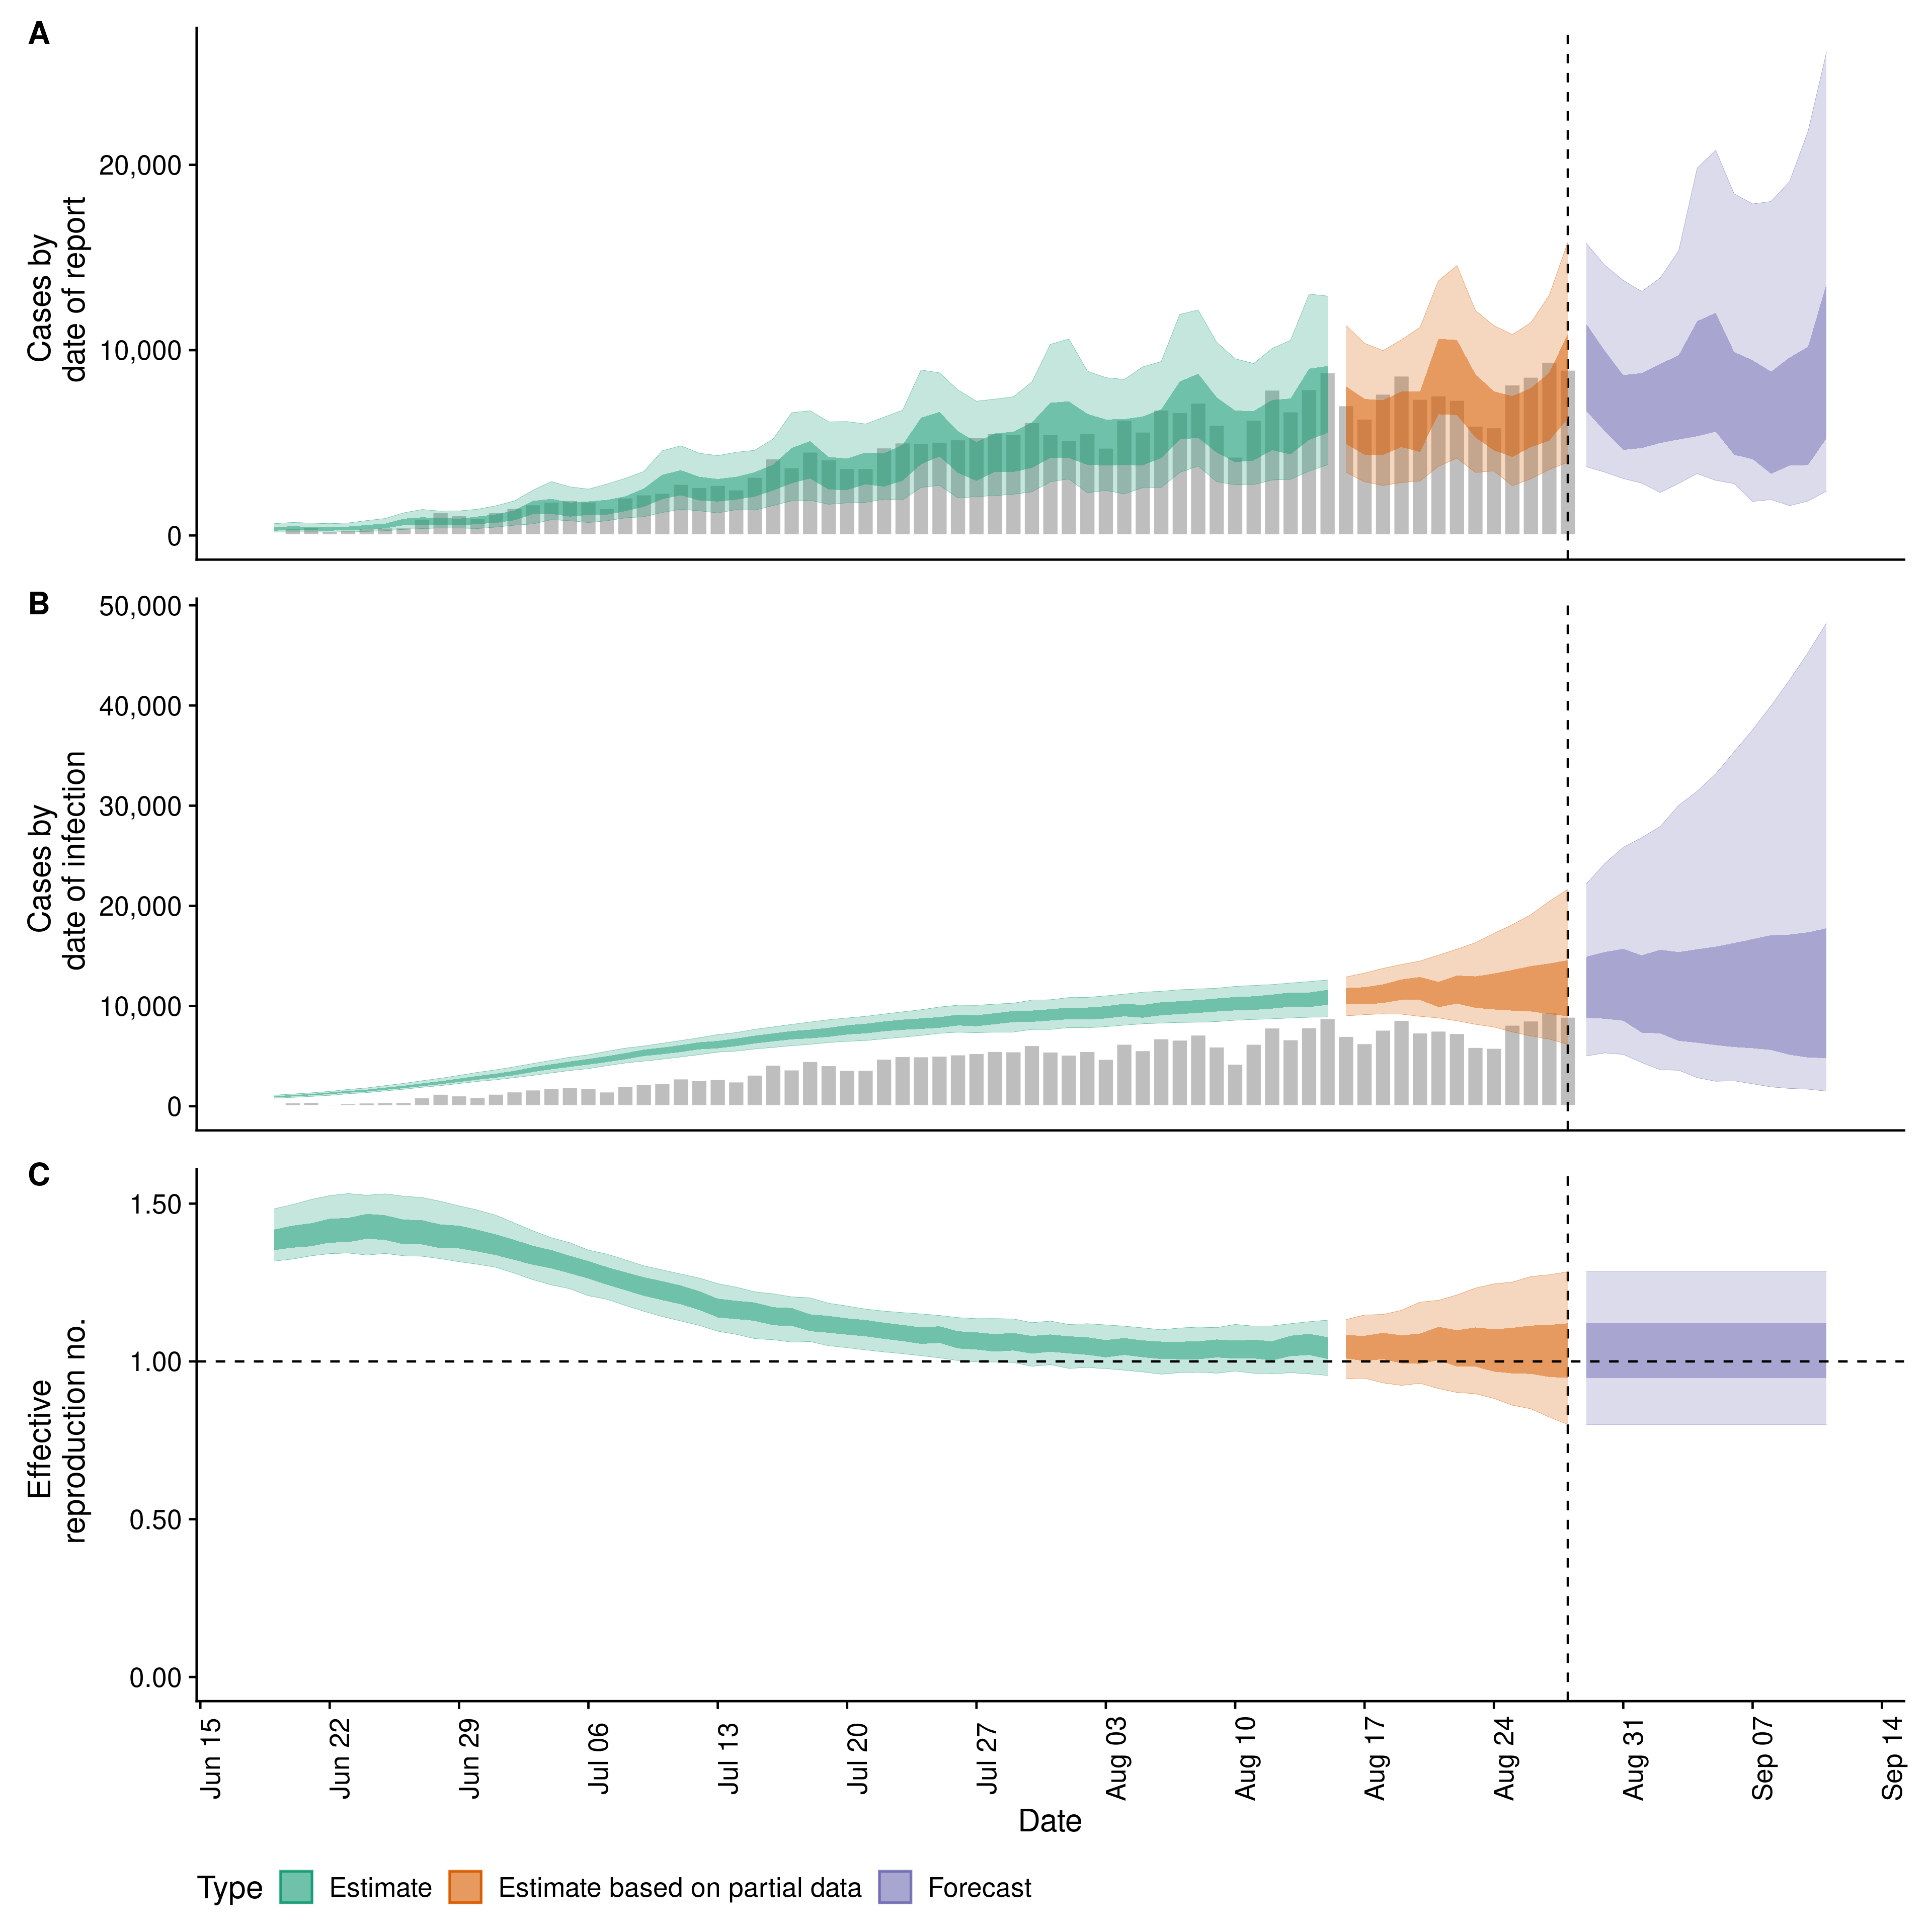 A
20,000
10,000
0
Cases by
date of report
B
50,000
40,000
30,000
20,000
10,000
0
Cases by
date of infection
C
1.50
1.00
0.50
0.00
Effective
reproduction no.
Jun 15
Jun 22
Jun 29
Jul 06
Jul 13
Jul 20
Jul 27
Aug 03
Aug 10
Aug 17
Aug 24
Aug 31
Sep 07
Sep 14
Date
Type Estimate Estimate based on partial data Forecast